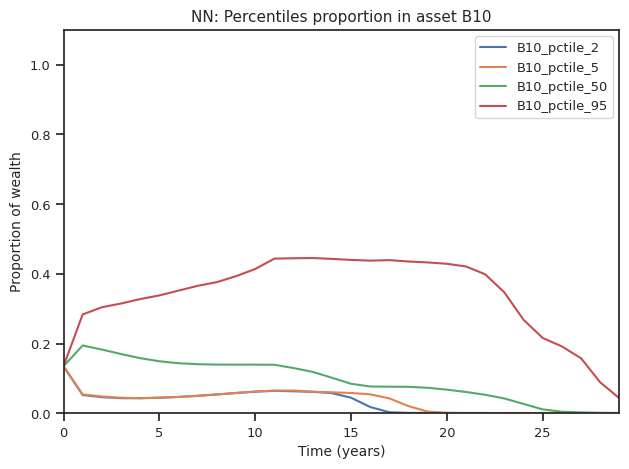 NN: Percentiles proportion in asset B10
B10_pctile_2
B10_pctile_5
B10_pctile_50
B10_pctile_95
Proportion of wealth
1.0
0.8
0.6
0.4
0.2
0.0
0 5 10 15 20 25
Time (years)